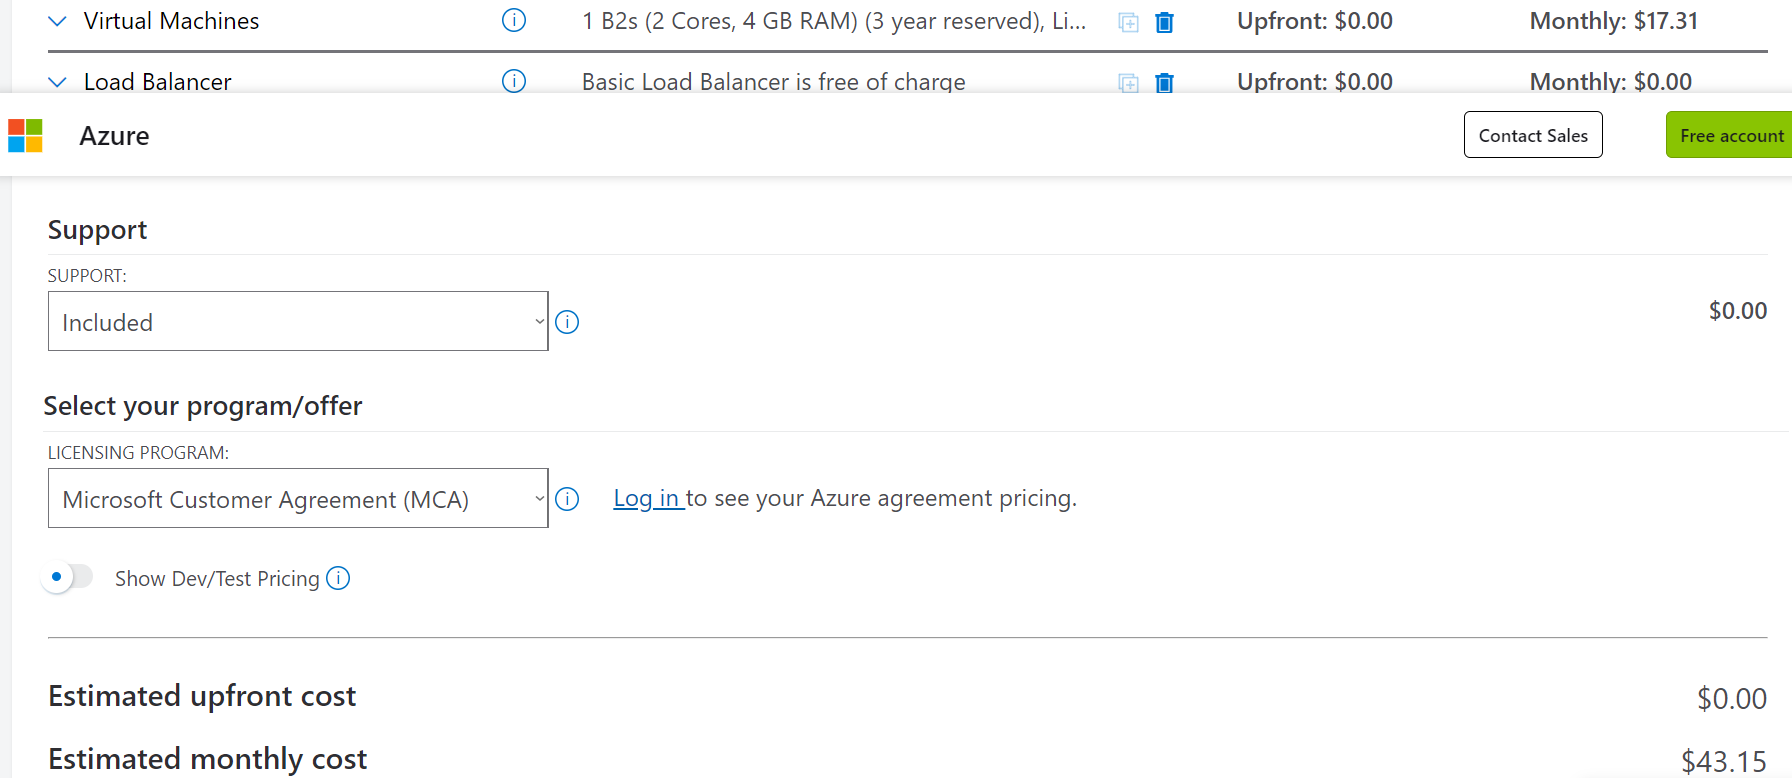 Virtual Machines 1 B2s (2 Cores, 4 GB RAM) (3 year reserved), Li... Upfront: $0.00 Monthly: $17.31
Load Balancer Basic Load Balancer is free of charge Upfront: $0.00 Monthly: $0.00
Azure Contact Sales Free account
Support
SUPPORT:
Included $0.00
Select your program/offer
LICENSING PROGRAM:
Microsoft Customer Agreement (MCA) Log in to see your Azure agreement pricing.
Show Dev/Test Pricing
Estimated upfront cost $0.00
Estimated monthly cost $43.15